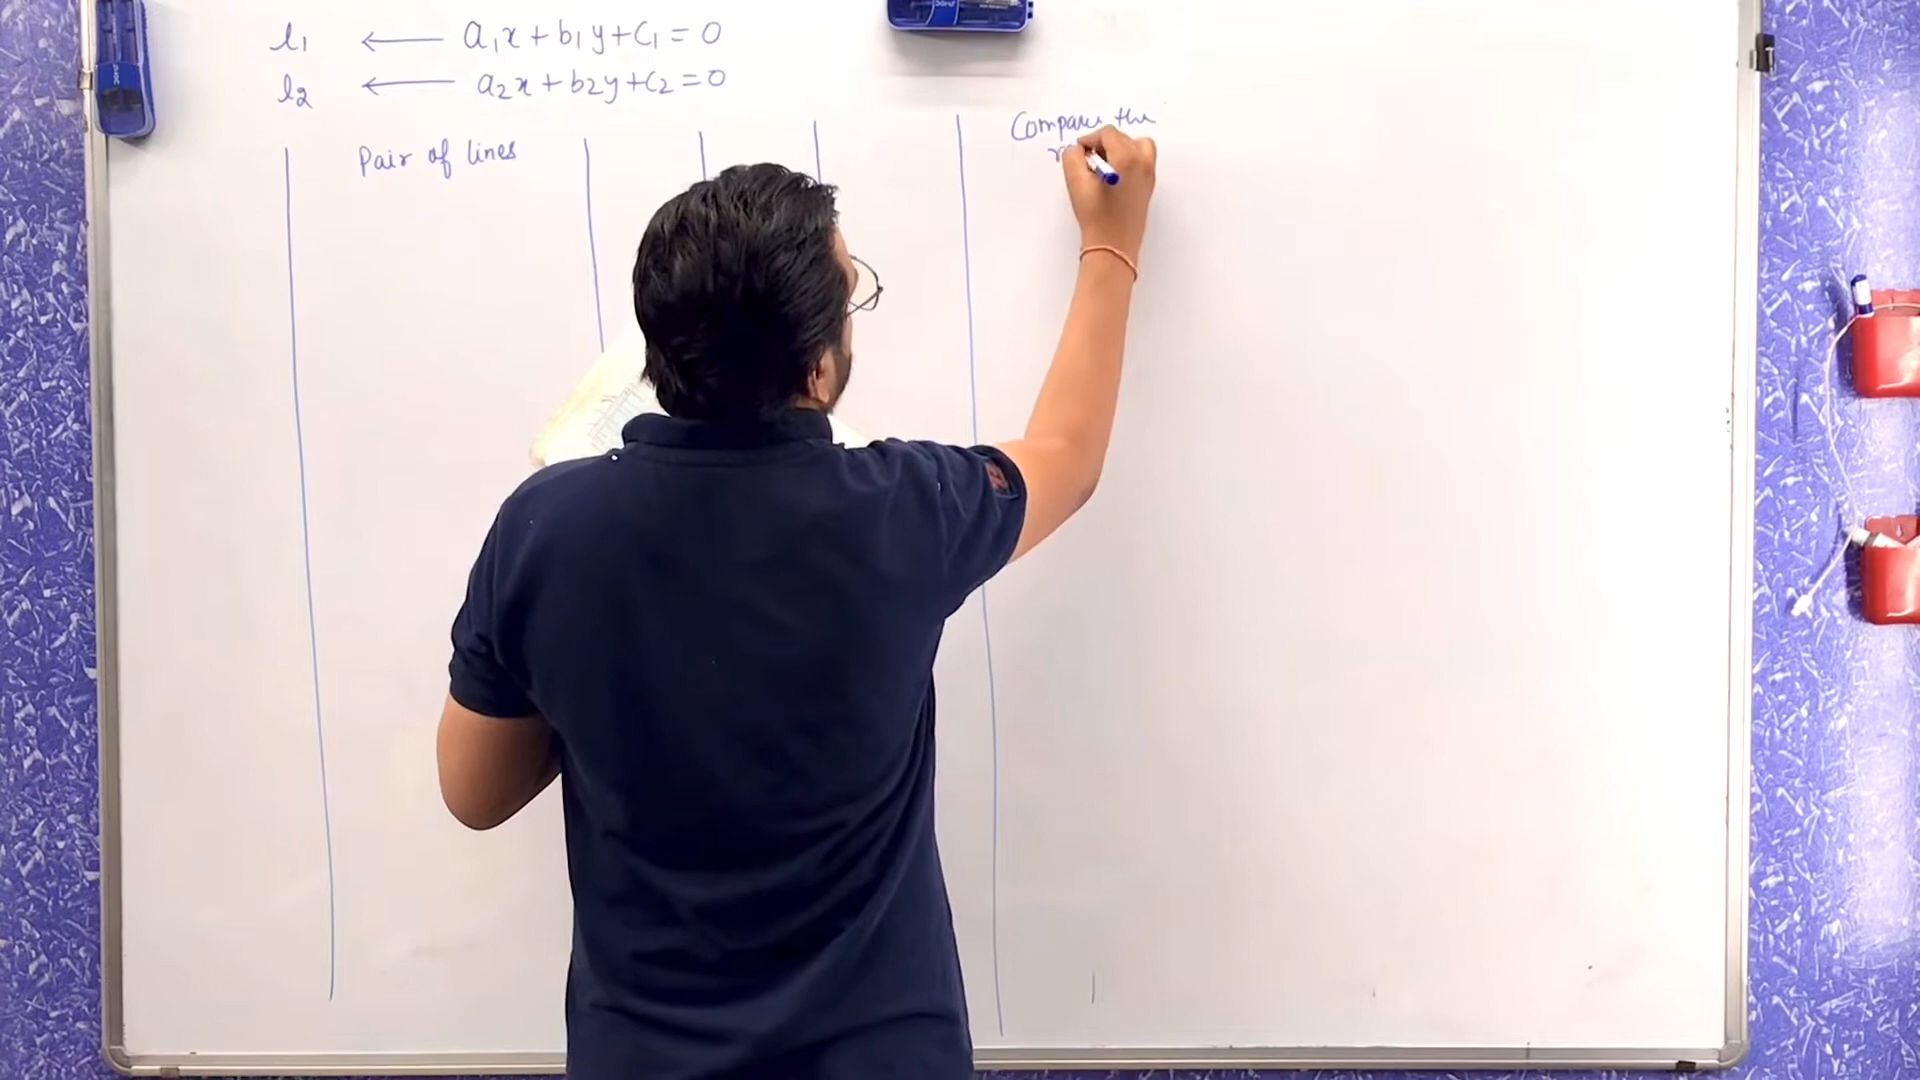 l₁ ← a₁x + b₁y + c₁ = 0
l₂ ← a₂x + b₂y + c₂ = 0
Pair of lines
Compare the